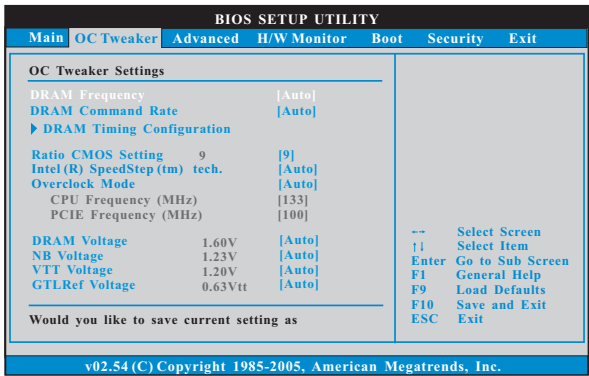 BIOS SETUP UTILITY
Main OC Tweaker Advanced H/W Monitor Boot Security Exit
OC Tweaker Settings
DRAM Frequency [Auto]
DRAM Command Rate [Auto]
DRAM Timing Configuration
Ratio CMOS Setting 9 [9]
Intel (R) SpeedStep (tm) tech. [Auto]
Overclock Mode [Auto]
CPU Frequency (MHz) [133]
PCIE Frequency (MHz) [100]
DRAM Voltage 1.60V [Auto]
NB Voltage 1.23V [Auto]
VTT Voltage 1.20V [Auto]
GTLRef Voltage 0.63Vtt [Auto]
Would you like to save current setting as
←→ Select Screen
↑↓ Select Item
Enter Go to Sub Screen
F1 General Help
F9 Load Defaults
F10 Save and Exit
ESC Exit
v02.54 (C) Copyright 1985-2005, American Megatrends, Inc.